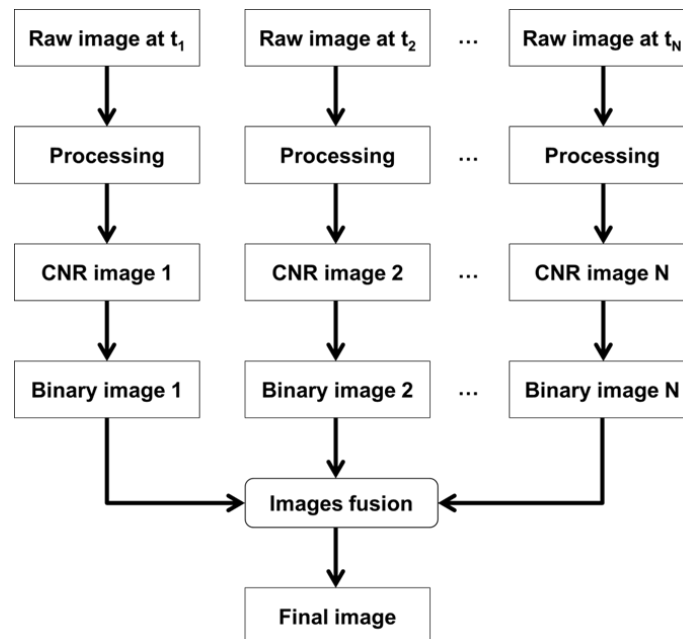 Raw image at t₁ Raw image at t₂ ... Raw image at t_N
Processing Processing ... Processing
CNR image 1 CNR image 2 ... CNR image N
Binary image 1 Binary image 2 ... Binary image N
Images fusion
Final image